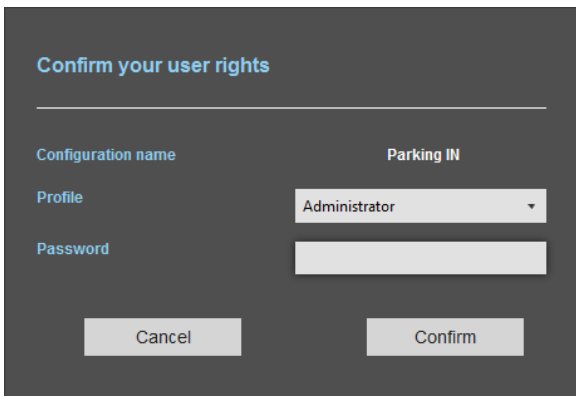 Confirm your user rights
Configuration name Parking IN
Profile Administrator
Password
Cancel Confirm